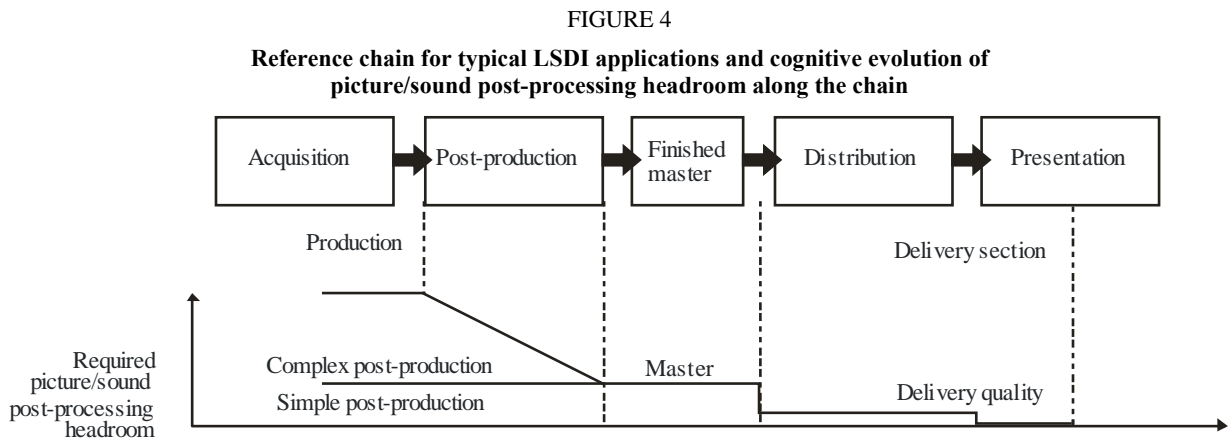 FIGURE 4
Reference chain for typical LSDI applications and cognitive evolution of
picture/sound post-processing headroom along the chain
Acquisition
Post-production
Finished
master
Distribution
Presentation
Production
Delivery section
Required
picture/sound
post-processing
headroom
Complex post-production
Simple post-production
Master
Delivery quality